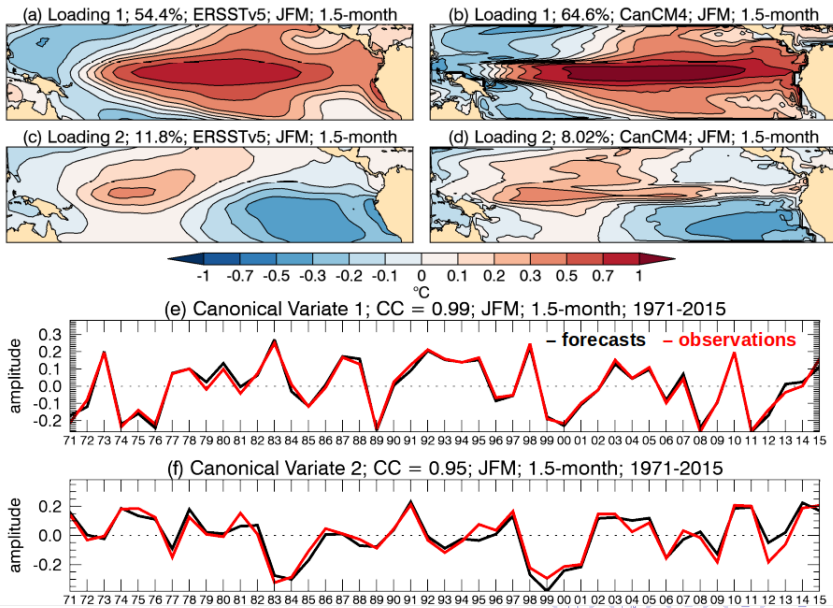 (a) Loading 1; 54.4%; ERSSTv5; JFM; 1.5-month
(b) Loading 1; 64.6%; CanCM4; JFM; 1.5-month
(c) Loading 2; 11.8%; ERSSTv5; JFM; 1.5-month
(d) Loading 2; 8.02%; CanCM4; JFM; 1.5-month
-1 -0.7 -0.5 -0.3 -0.2 -0.1 0 0.1 0.2 0.3 0.5 0.7 1
°C
(e) Canonical Variate 1; CC = 0.99; JFM; 1.5-month; 1971-2015
– forecasts – observations
amplitude
0.3
0.2
0.1
0.0
-0.1
-0.2
71 72 73 74 75 76 77 78 79 80 81 82 83 84 85 86 87 88 89 90 91 92 93 94 95 96 97 98 99 00 01 02 03 04 05 06 07 08 09 10 11 12 13 14 15
(f) Canonical Variate 2; CC = 0.95; JFM; 1.5-month; 1971-2015
amplitude
0.2
0.0
-0.2
71 72 73 74 75 76 77 78 79 80 81 82 83 84 85 86 87 88 89 90 91 92 93 94 95 96 97 98 99 00 01 02 03 04 05 06 07 08 09 10 11 12 13 14 15